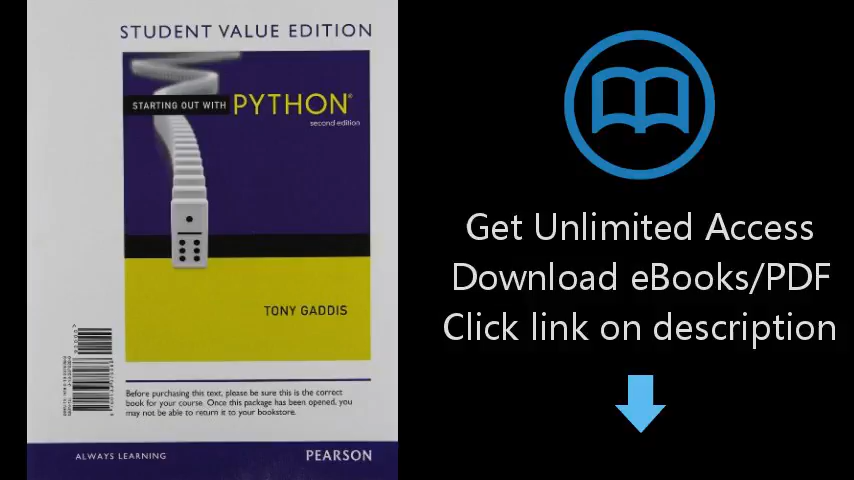 STUDENT VALUE EDITION
STARTING OUT WITH PYTHON®
second edition
TONY GADDIS
Before purchasing this text, please be sure this is the correct
book for your course. Once this package has been opened, you
may not be able to return it to your bookstore.
ALWAYS LEARNING
PEARSON
Get Unlimited Access
Download eBooks/PDF
Click link on description